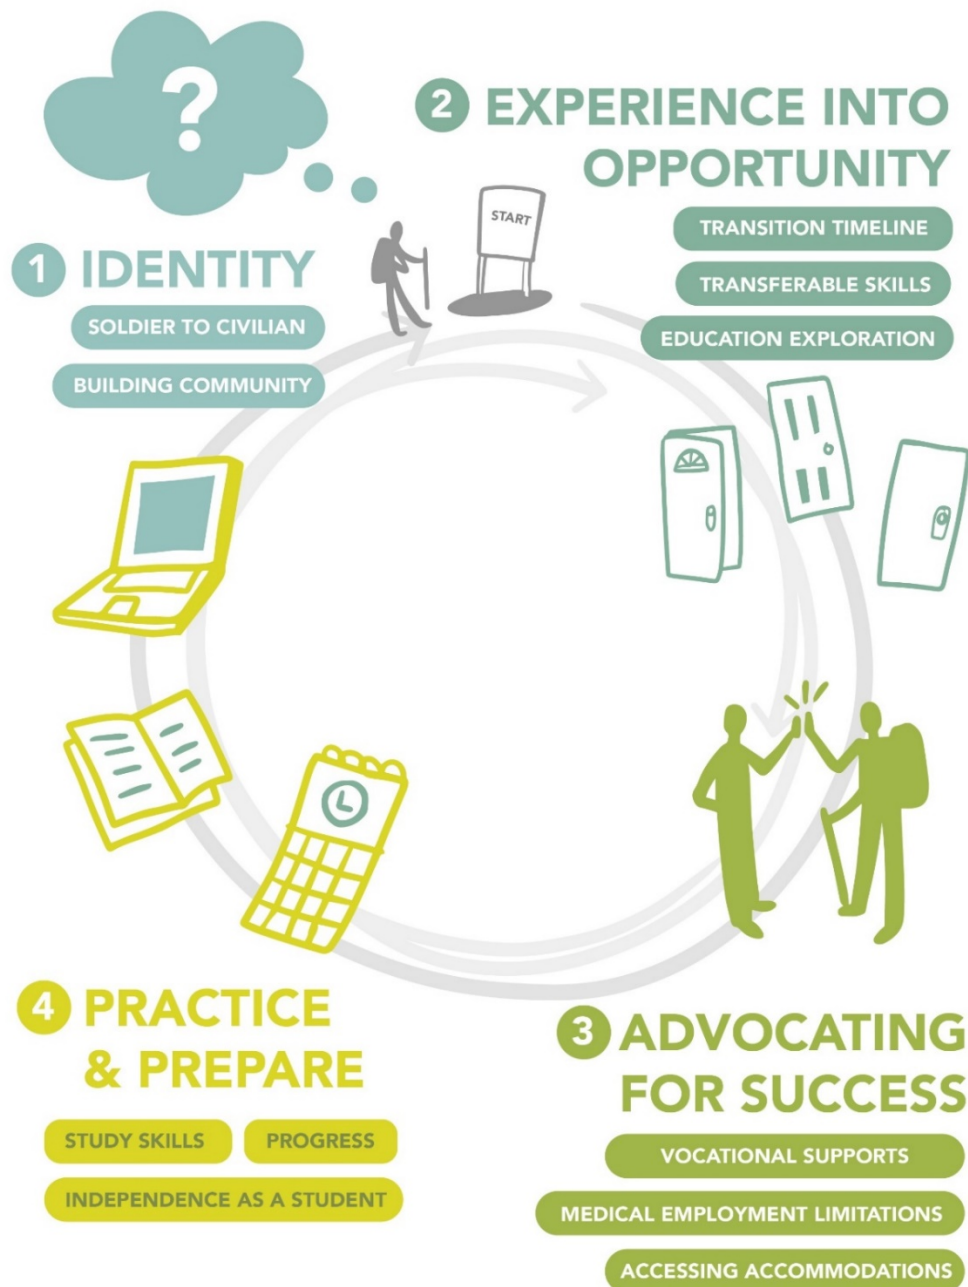 ?
1 IDENTITY
SOLDIER TO CIVILIAN
BUILDING COMMUNITY
START
2 EXPERIENCE INTO
OPPORTUNITY
TRANSITION TIMELINE
TRANSFERABLE SKILLS
EDUCATION EXPLORATION
3 ADVOCATING
FOR SUCCESS
VOCATIONAL SUPPORTS
MEDICAL EMPLOYMENT LIMITATIONS
ACCESSING ACCOMMODATIONS
4 PRACTICE
& PREPARE
STUDY SKILLS PROGRESS
INDEPENDENCE AS A STUDENT